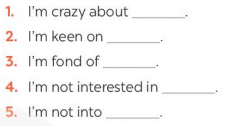 1. I'm crazy about ________.
2. I'm keen on ________.
3. I'm fond of ________.
4. I'm not interested in ________.
5. I'm not into ________.